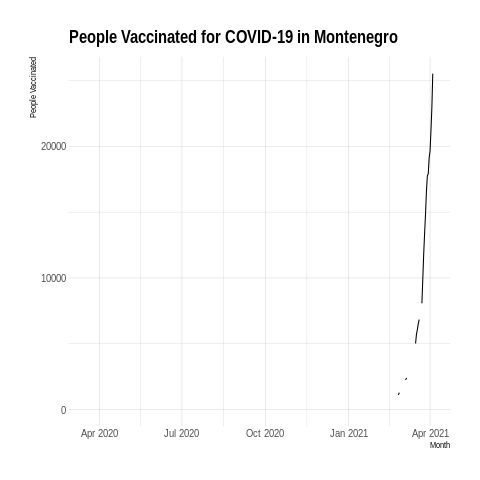 People Vaccinated for COVID-19 in Montenegro
People Vaccinated
20000
10000
0
Apr 2020 Jul 2020 Oct 2020 Jan 2021 Apr 2021
Month